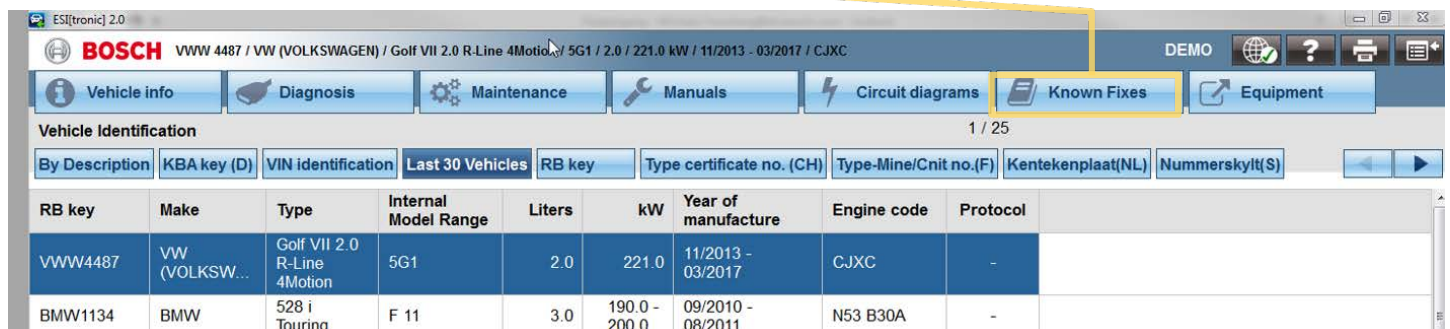 ESI[tronic] 2.0
BOSCH VWW 4487 / VW (VOLKSWAGEN) / Golf VII 2.0 R-Line 4Motion / 5G1 / 2.0 / 221.0 kW / 11/2013 - 03/2017 / CJXC DEMO ?
Vehicle info Diagnosis Maintenance Manuals Circuit diagrams Known Fixes Equipment
Vehicle Identification 1 / 25
By Description KBA key (D) VIN identification Last 30 Vehicles RB key Type certificate no. (CH) Type-Mine/Cnit no.(F) Kentekenplaat(NL) Nummerskylt(S)
RB key Make Type Internal Model Range Liters kW Year of manufacture Engine code Protocol
VWW4487 VW (VOLKSW... Golf VII 2.0 R-Line 4Motion 5G1 2.0 221.0 11/2013 - 03/2017 CJXC -
BMW1134 BMW 528 i Touring F 11 3.0 190.0 - 200.0 09/2010 - 08/2011 N53 B30A -